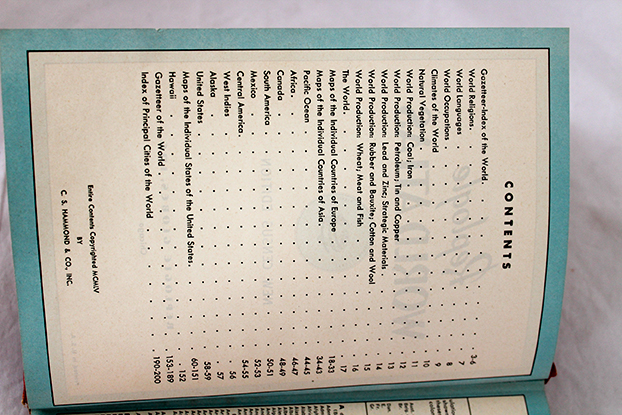 CONTENTS
Gazetteer-Index of the World . . . . . . . . . . 3-6
World Religions . . . . . . . . . . 7
World Languages . . . . . . . . . . 8
World Occupations . . . . . . . . . . 9
Climates of the World . . . . . . . . . . 10
Natural Vegetation . . . . . . . . . . 11
World Production: Coal; Iron . . . . . . . . . . 12
World Production: Petroleum; Tin and Copper . . . . . . . . . . 13
World Production: Lead and Zinc; Strategic Materials . . . . . . . . . . 14
World Production: Rubber and Bauxite; Cotton and Wool . . . . . . . . . . 15
World Production: Wheat; Meat and Fish . . . . . . . . . . 16
The World . . . . . . . . . . 17
Maps of the Individual Countries of Europe . . . . . . . . . . 18-33
Maps of the Individual Countries of Asia . . . . . . . . . . 34-43
Pacific Ocean . . . . . . . . . . 44-45
Africa . . . . . . . . . . 46-47
Canada . . . . . . . . . . 48-49
South America . . . . . . . . . . 50-51
Mexico . . . . . . . . . . 52-53
Central America . . . . . . . . . . 54-55
West Indies . . . . . . . . . . 56
Alaska . . . . . . . . . . 57
United States . . . . . . . . . . 58-59
Maps of the Individual States of the United States . . . . . . . . . . 60-151
Hawaii . . . . . . . . . . 152
Gazetteer of the World . . . . . . . . . . 153-189
Index of Principal Cities of the World . . . . . . . . . . 190-200
Entire Contents Copyrighted MCMLV
BY
C. S. HAMMOND & CO., INC.